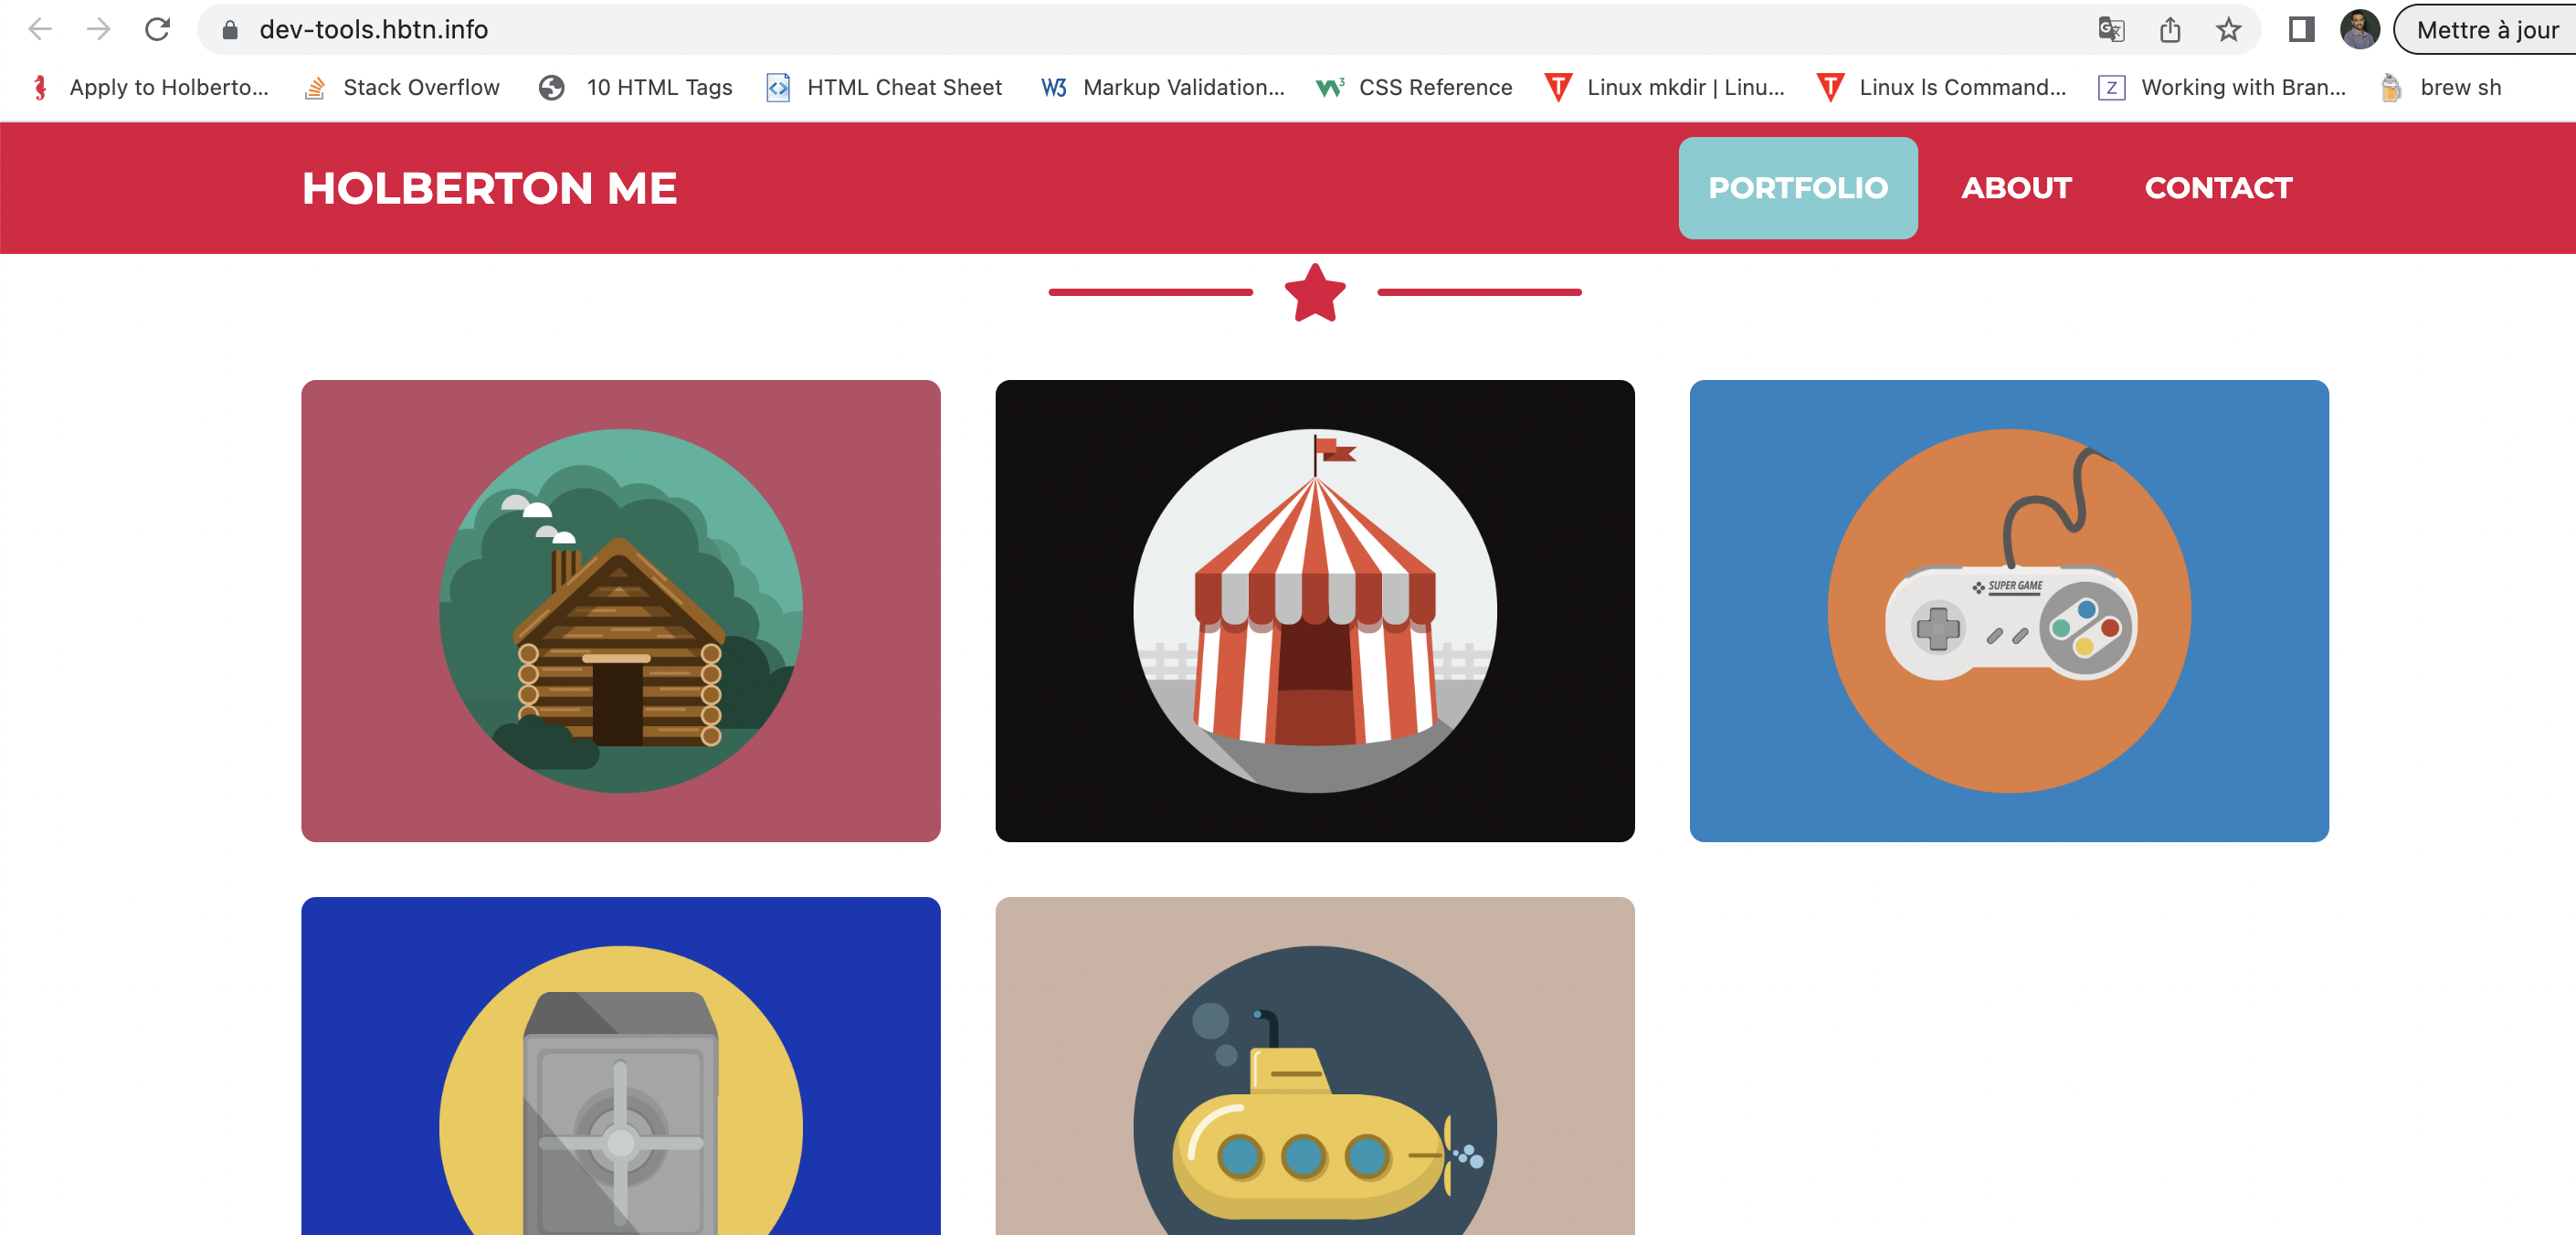 dev-tools.hbtn.info
Mettre à jour
Apply to Holberto... Stack Overflow 10 HTML Tags HTML Cheat Sheet W3 Markup Validation... CSS Reference Linux mkdir | Linu... Linux ls Command... Z Working with Bran... brew sh
HOLBERTON ME PORTFOLIO ABOUT CONTACT
SUPER GAME